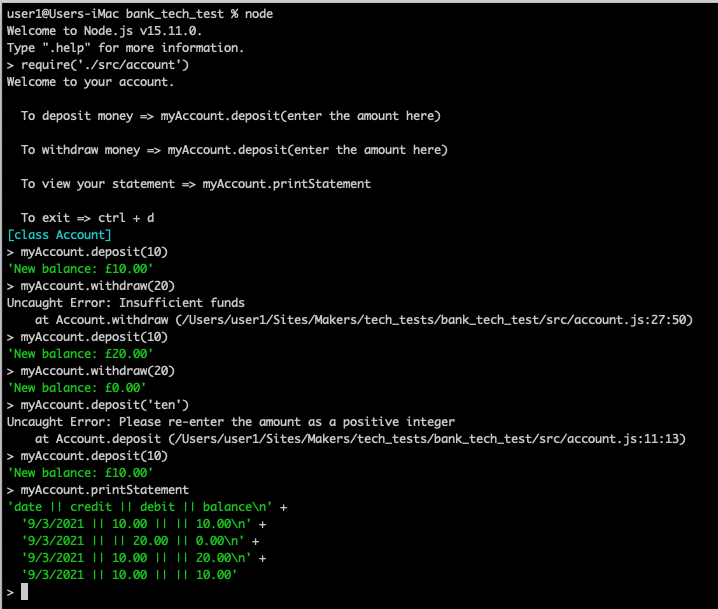 user1@Users-iMac bank_tech_test % node
Welcome to Node.js v15.11.0.
Type ".help" for more information.
> require('./src/account')
Welcome to your account.
To deposit money => myAccount.deposit(enter the amount here)
To withdraw money => myAccount.deposit(enter the amount here)
To view your statement => myAccount.printStatement
To exit => ctrl + d
[class Account]
> myAccount.deposit(10)
'New balance: £10.00'
> myAccount.withdraw(20)
Uncaught Error: Insufficient funds
    at Account.withdraw (/Users/user1/Sites/Makers/tech_tests/bank_tech_test/src/account.js:27:50)
> myAccount.deposit(10)
'New balance: £20.00'
> myAccount.withdraw(20)
'New balance: £0.00'
> myAccount.deposit('ten')
Uncaught Error: Please re-enter the amount as a positive integer
    at Account.deposit (/Users/user1/Sites/Makers/tech_tests/bank_tech_test/src/account.js:11:13)
> myAccount.deposit(10)
'New balance: £10.00'
> myAccount.printStatement
'date || credit || debit || balance\n' +
  '9/3/2021 || 10.00 || || 10.00\n' +
  '9/3/2021 || || 20.00 || 0.00\n' +
  '9/3/2021 || 10.00 || || 20.00\n' +
  '9/3/2021 || 10.00 || || 10.00'
>